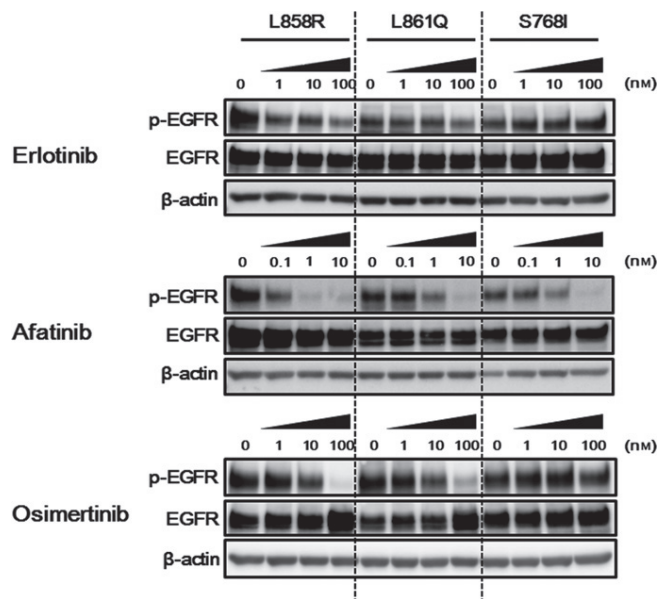 L858R L861Q S768I
0 1 10 100 0 1 10 100 0 1 10 100 (nM)
p-EGFR
Erlotinib
EGFR
β-actin
0 0.1 1 10 0 0.1 1 10 0 0.1 1 10 (nM)
p-EGFR
Afatinib
EGFR
β-actin
0 1 10 100 0 1 10 100 0 1 10 100 (nM)
p-EGFR
Osimertinib
EGFR
β-actin